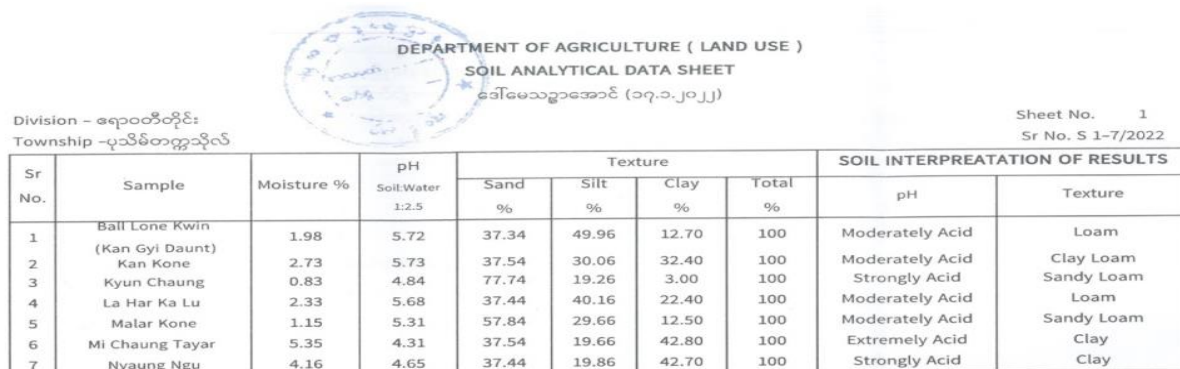 DEPARTMENT OF AGRICULTURE ( LAND USE )
SOIL ANALYTICAL DATA SHEET
ဒေါ်မေသဉ္ဇာအောင် (၁၇.၁.၂၀၂၂)
Division – ဧရာဝတီတိုင်း
Sheet No. 1
Township –ပုသိမ်တက္ကသိုလ်
Sr No. S 1–7/2022
Sr No. Sample Moisture % pH Soil:Water 1:2.5 Texture SOIL INTERPREATATION OF RESULTS
Sand % Silt % Clay % Total % pH Texture
1 Ball Lone Kwin (Kan Gyi Daunt) 1.98 5.72 37.34 49.96 12.70 100 Moderately Acid Loam
2 Kan Kone 2.73 5.73 37.54 30.06 32.40 100 Moderately Acid Clay Loam
3 Kyun Chaung 0.83 4.84 77.74 19.26 3.00 100 Strongly Acid Sandy Loam
4 La Har Ka Lu 2.33 5.68 37.44 40.16 22.40 100 Moderately Acid Loam
5 Malar Kone 1.15 5.31 57.84 29.66 12.50 100 Moderately Acid Sandy Loam
6 Mi Chaung Tayar 5.35 4.31 37.54 19.66 42.80 100 Extremely Acid Clay
7 Nyaung Ngu 4.16 4.65 37.44 19.86 42.70 100 Strongly Acid Clay